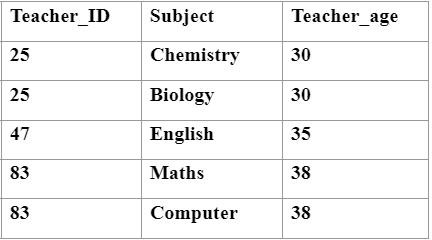 Teacher_ID Subject Teacher_age
25 Chemistry 30
25 Biology 30
47 English 35
83 Maths 38
83 Computer 38